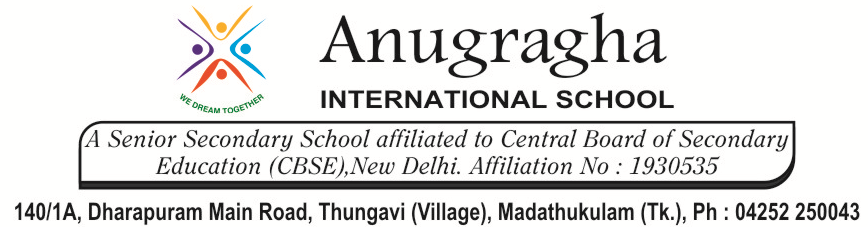 WE DREAM TOGETHER
Anugragha
INTERNATIONAL SCHOOL
A Senior Secondary School affiliated to Central Board of Secondary
Education (CBSE),New Delhi. Affiliation No : 1930535
140/1A, Dharapuram Main Road, Thungavi (Village), Madathukulam (Tk.), Ph : 04252 250043